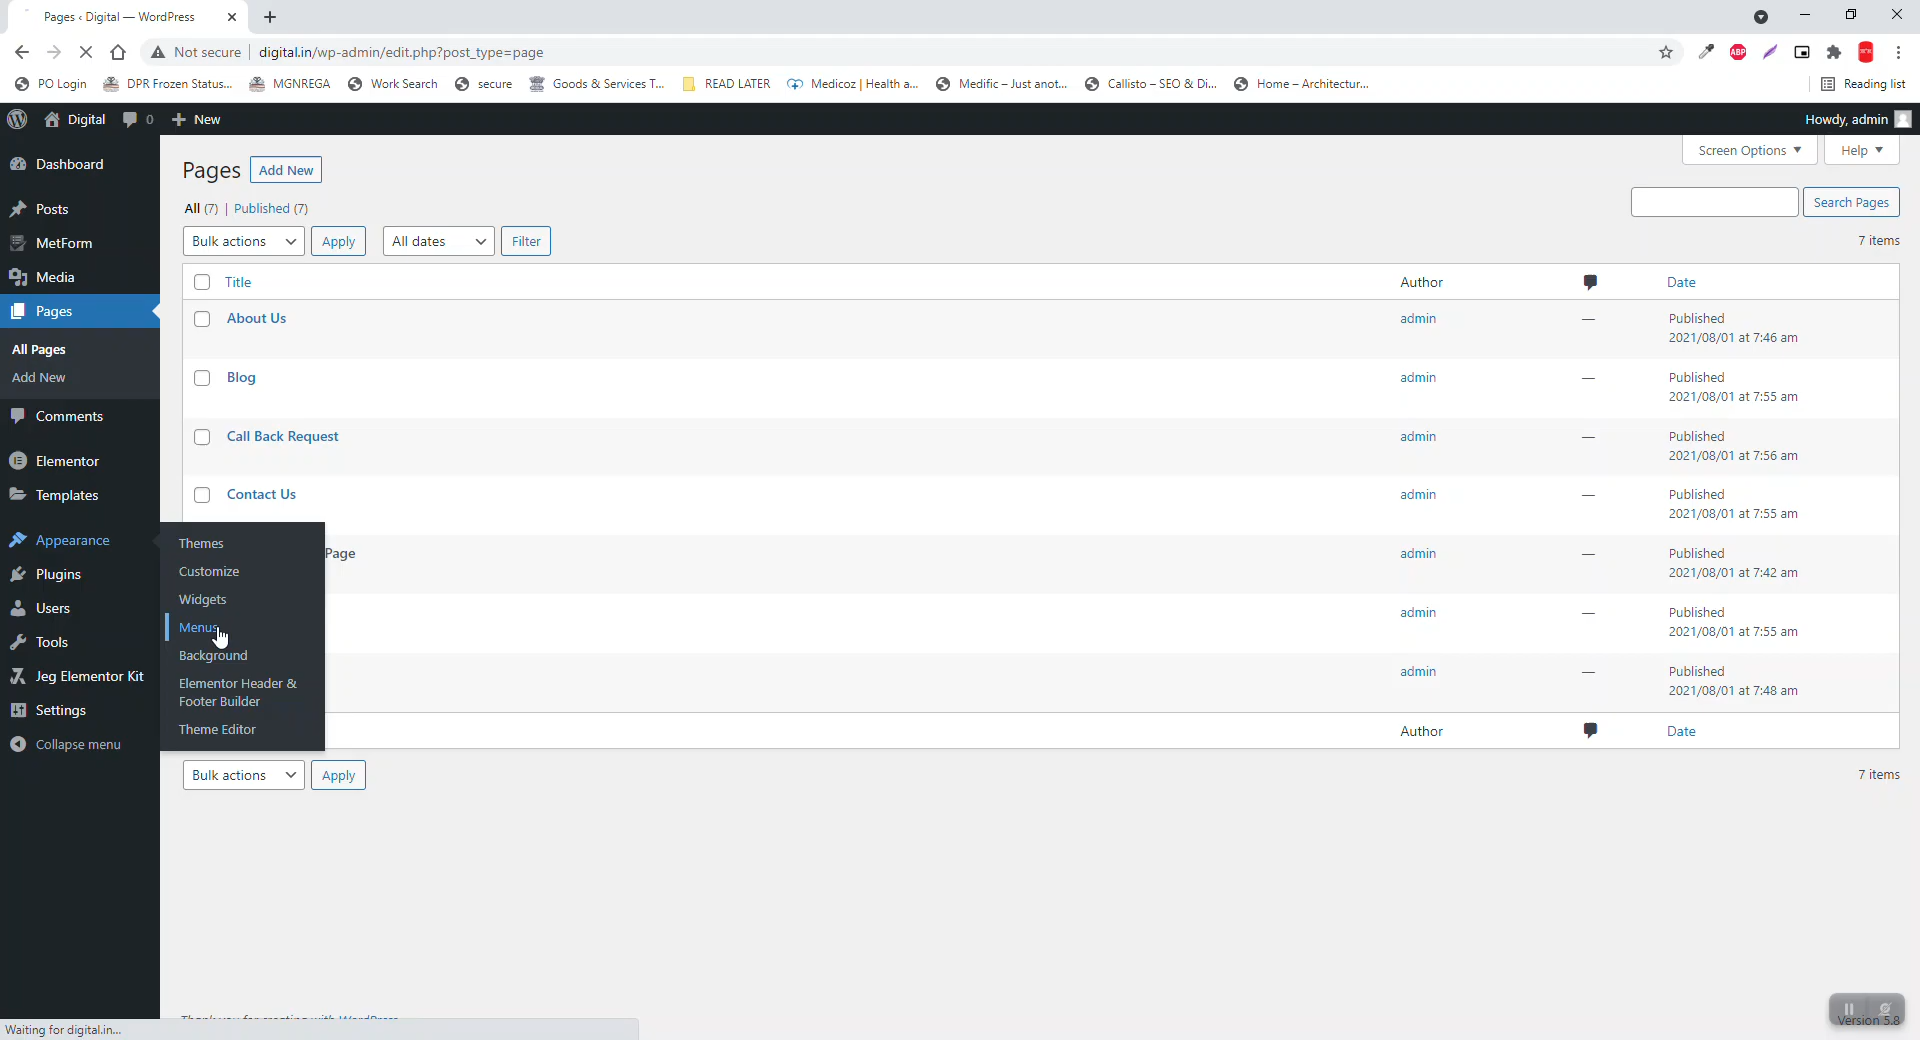 Pages ‹ Digital — WordPress
Not secure digital.in/wp-admin/edit.php?post_type=page
ABP
PO Login DPR Frozen Status... MGNREGA Work Search secure Goods & Services T... READ LATER Medicoz | Health a... Medific – Just anot... Callisto – SEO & Di... Home – Architectur... Reading list
Digital 0 New Howdy, admin
Screen Options Help
Dashboard
Posts
MetForm
Media
Pages
All Pages
Add New
Comments
Elementor
Templates
Appearance
Plugins
Users
Tools
Jeg Elementor Kit
Settings
Collapse menu
Themes
Customize
Widgets
Menus
Background
Elementor Header &
Footer Builder
Theme Editor
Pages Add New
All (7) | Published (7)
Search Pages
Bulk actions Apply All dates Filter 7 items
Title Author Date
About Us admin — Published
2021/08/01 at 7:46 am
Blog admin — Published
2021/08/01 at 7:55 am
Call Back Request admin — Published
2021/08/01 at 7:56 am
Contact Us admin — Published
2021/08/01 at 7:55 am
Page admin — Published
2021/08/01 at 7:42 am
admin — Published
2021/08/01 at 7:55 am
admin — Published
2021/08/01 at 7:48 am
Author Date
Bulk actions Apply 7 items
Thank you for creating with WordPress
Version 5.8
Waiting for digital.in...